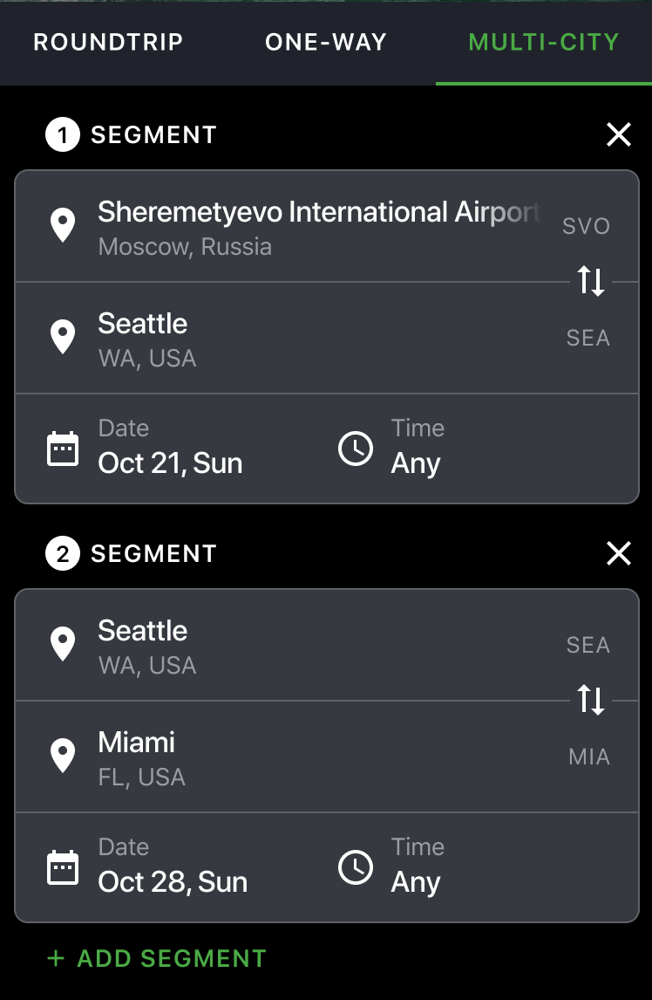 ROUNDTRIP ONE-WAY MULTI-CITY
1 SEGMENT
Sheremetyevo International Airport
SVO
Moscow, Russia
Seattle
SEA
WA, USA
Date Time
Oct 21, Sun Any
2 SEGMENT
Seattle
SEA
WA, USA
Miami
MIA
FL, USA
Date Time
Oct 28, Sun Any
+ ADD SEGMENT